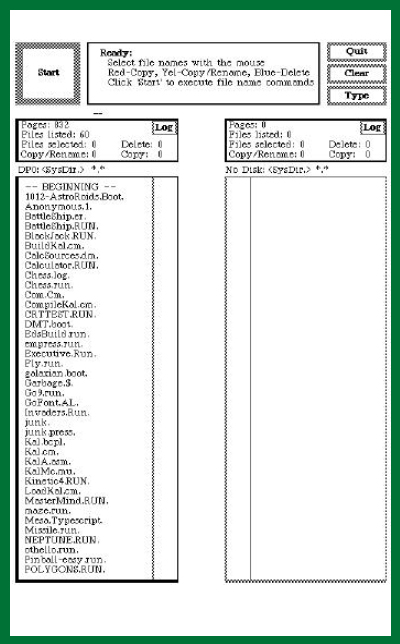 Start
Ready:
Select file names with the mouse
Red-Copy, Yel-Copy/Rename, Blue-Delete
Click 'Start' to execute file name commands
Quit
Clear
Type
--
Pages: 832
Files listed: 60
Files selected: 0 Delete: 0
Copy/Rename: 0 Copy: 0
Log
DP0: <SysDir.> *.*
-- BEGINNING --
1012-AstroRoids.Boot.
Anonymous.1.
BattleShip.er.
BattleShip.RUN.
BlackJack.RUN.
BuildKal.cm.
CalcSources.dm.
Calculator.RUN.
Chess.log.
Chess.run.
Com.Cm.
CompileKal.cm.
CRTTEST.RUN.
DMT.boot.
EdsBuild.run.
empress.run.
Executive.Run.
Fly.run.
galaxian.boot.
Garbage.$.
Go9.run.
GoFont.AL.
Invaders.Run.
junk.
junk.press.
Kal.bcpl.
Kal.cm.
KalA.asm.
KalMc.mu.
Kinetic4.RUN.
LoadKal.cm.
MasterMind.RUN.
maze.run.
Mesa.Typescript.
Missile.run.
NEPTUNE.RUN.
othello.run.
Pinball-easy.run.
POLYGONS.RUN.
Pages: 0
Files listed: 0
Files selected: 0 Delete: 0
Copy/Rename: 0 Copy: 0
Log
No Disk: <SysDir.> *.*